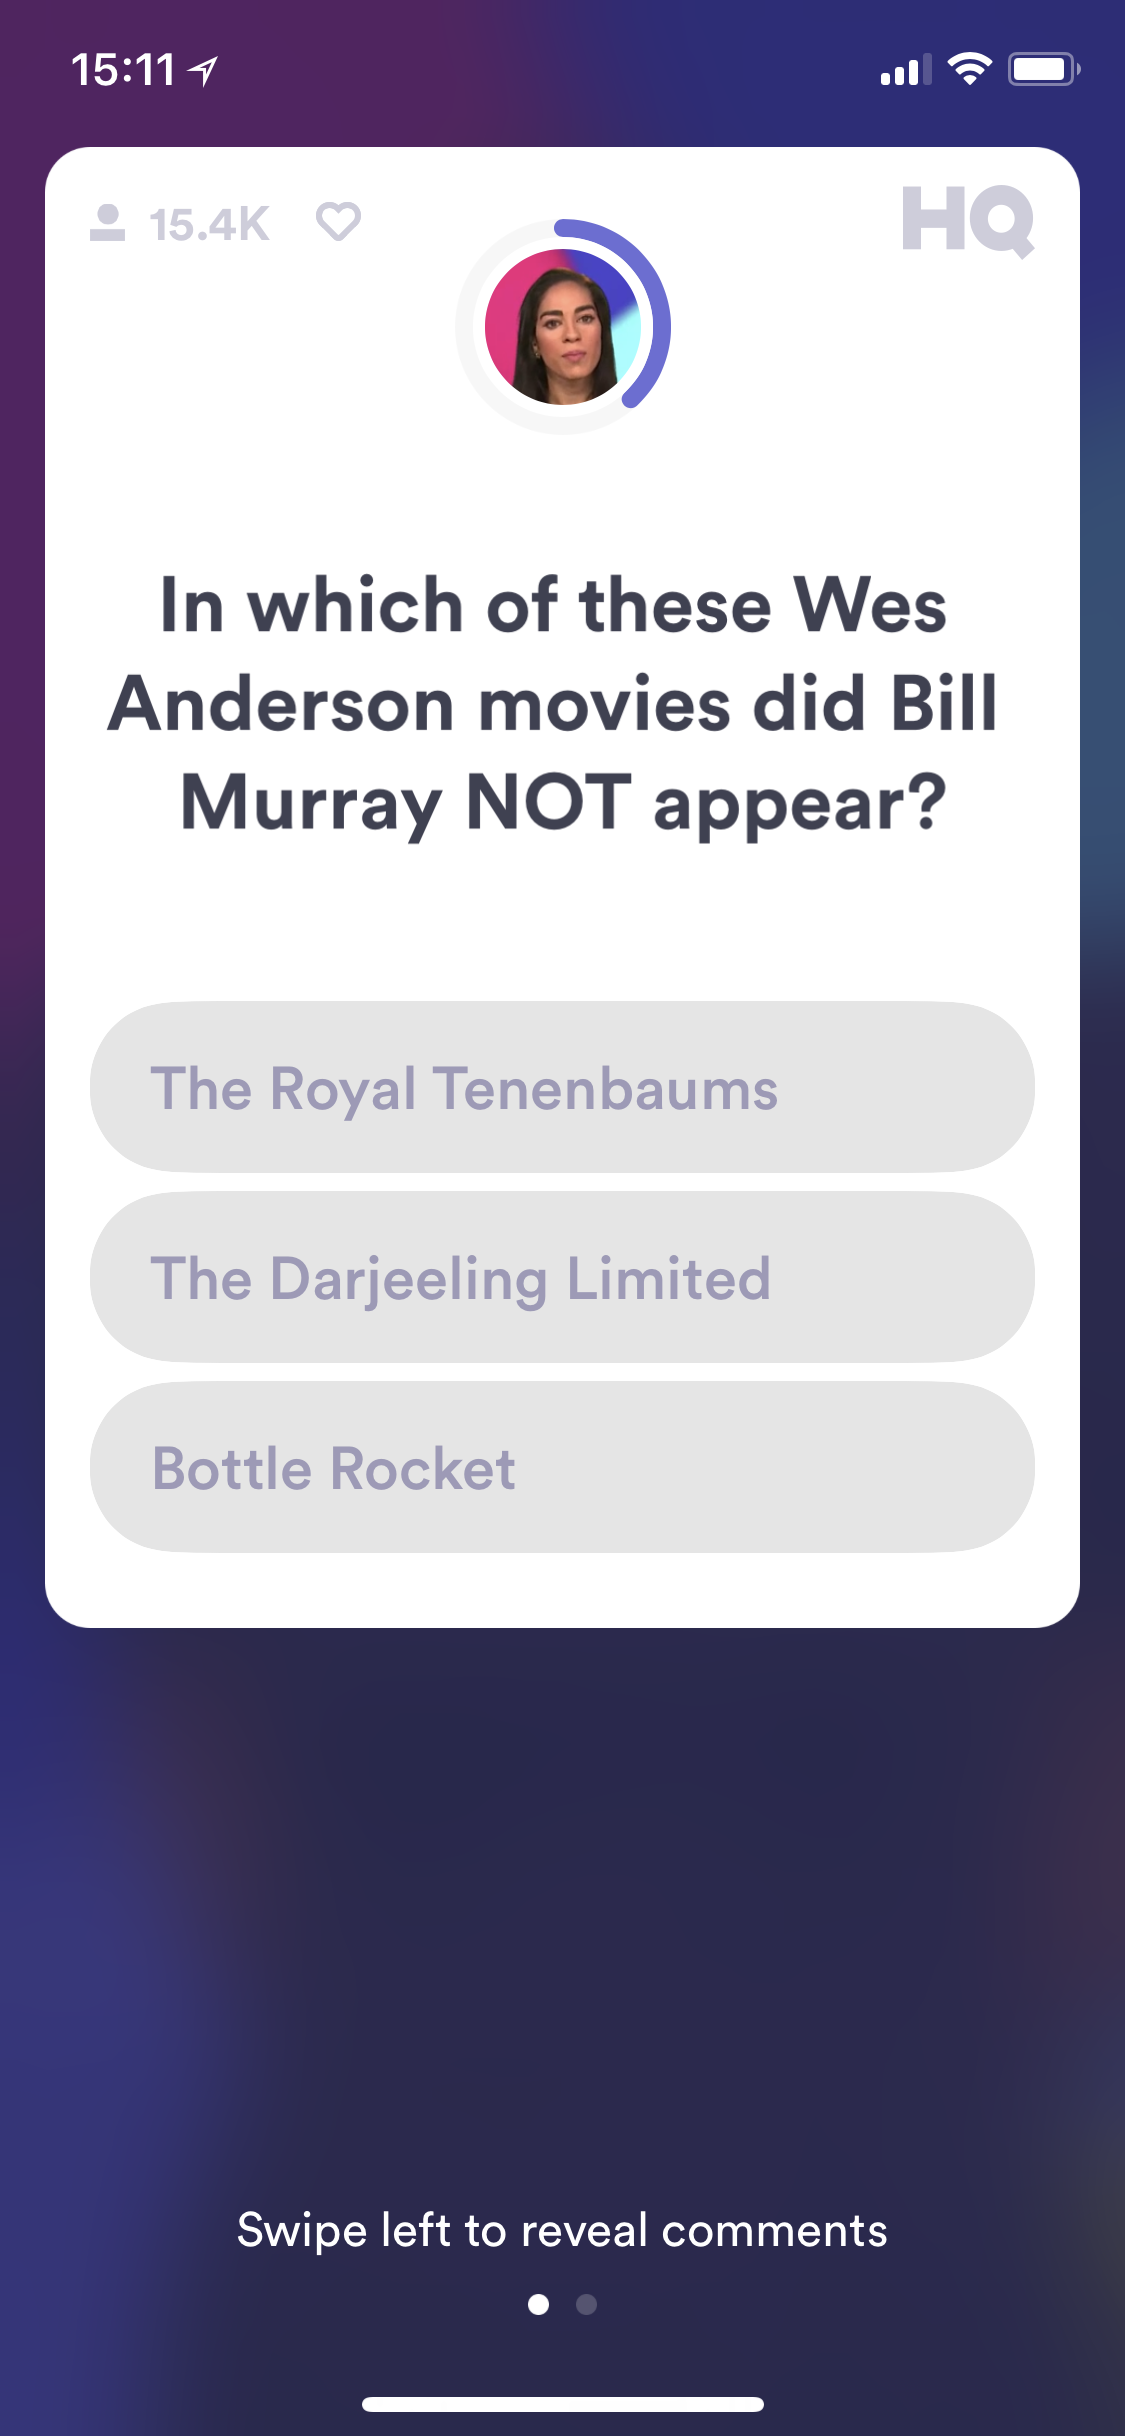 15:11
15.4K
HQ
In which of these Wes
Anderson movies did Bill
Murray NOT appear?
The Royal Tenenbaums
The Darjeeling Limited
Bottle Rocket
Swipe left to reveal comments